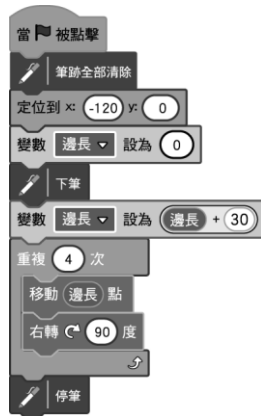 當 被點擊
筆跡全部清除
定位到 x: -120 y: 0
變數 邊長 設為 0
下筆
變數 邊長 設為 邊長 + 30
重複 4 次
移動 邊長 點
右轉 90 度
停筆